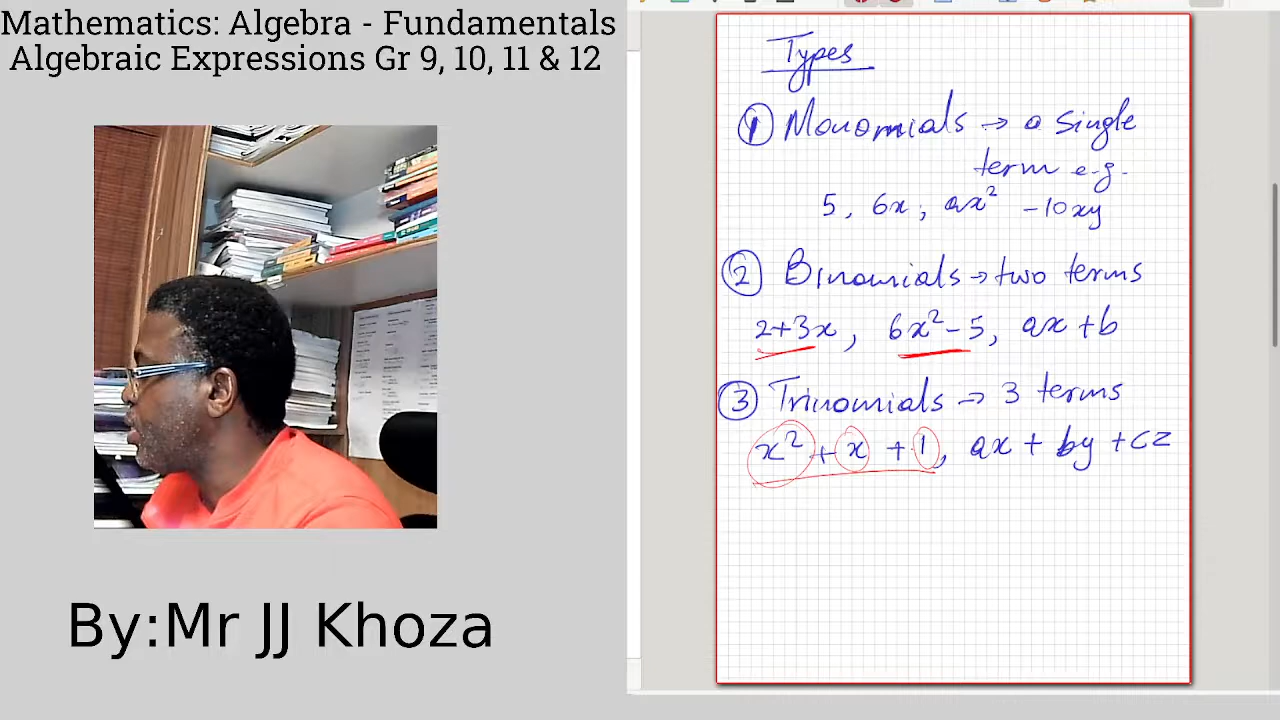 Mathematics: Algebra - Fundamentals
Algebraic Expressions Gr 9, 10, 11 & 12
By:Mr JJ Khoza
Types
① Monomials → a single
term e.g.
5, 6x, ax² -10xy
② Binomials → two terms
2+3x, 6x²-5, ax+b
③ Trinomials → 3 terms
x²+x+1, ax+by+cz